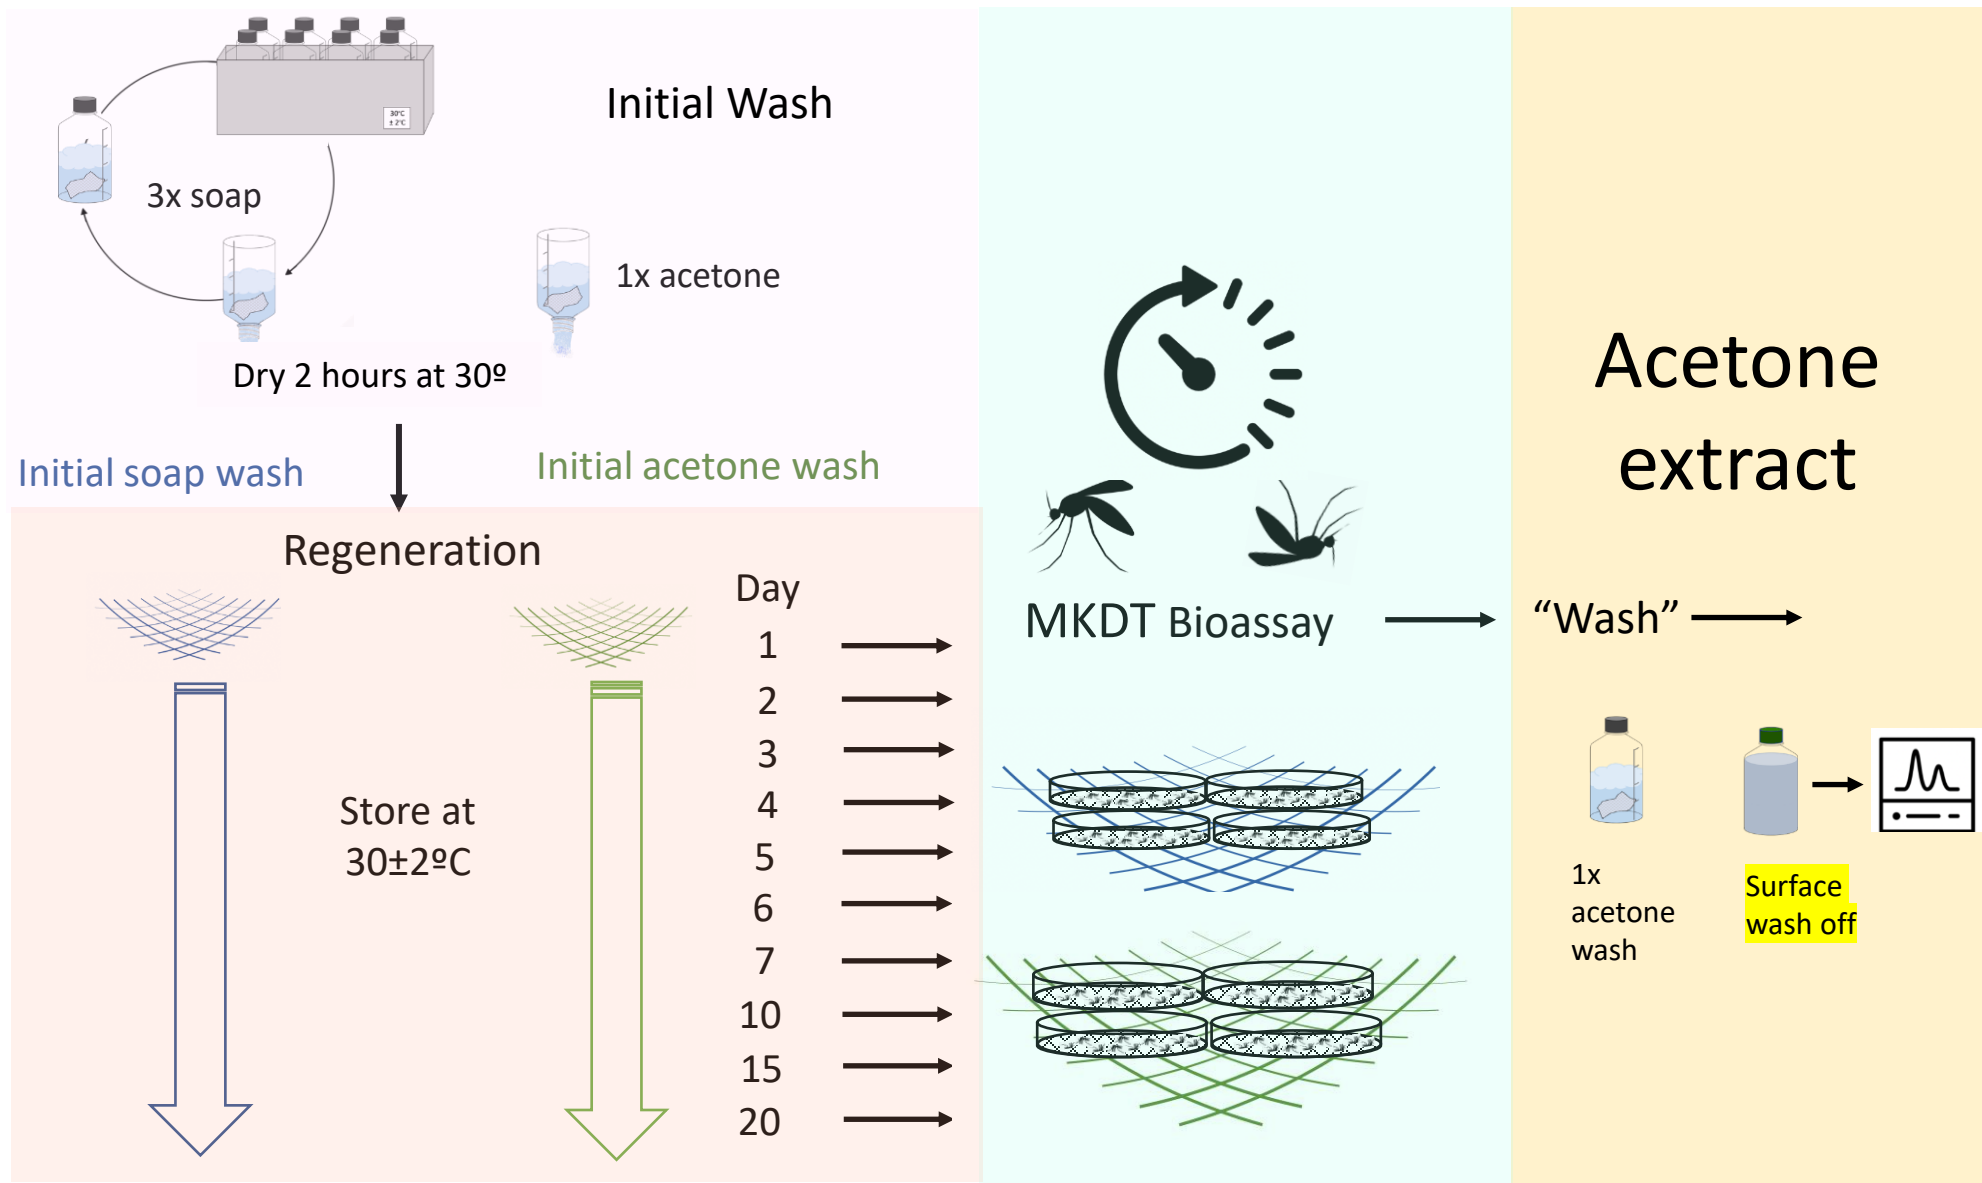 Initial Wash
30°C
± 2°C
3x soap
1x acetone
Dry 2 hours at 30º
Initial soap wash
Initial acetone wash
Regeneration
Day
1
2
3
4
5
6
7
10
15
20
Store at
30±2ºC
MKDT Bioassay
Acetone
extract
“Wash”
1x
acetone
wash
Surface
wash off